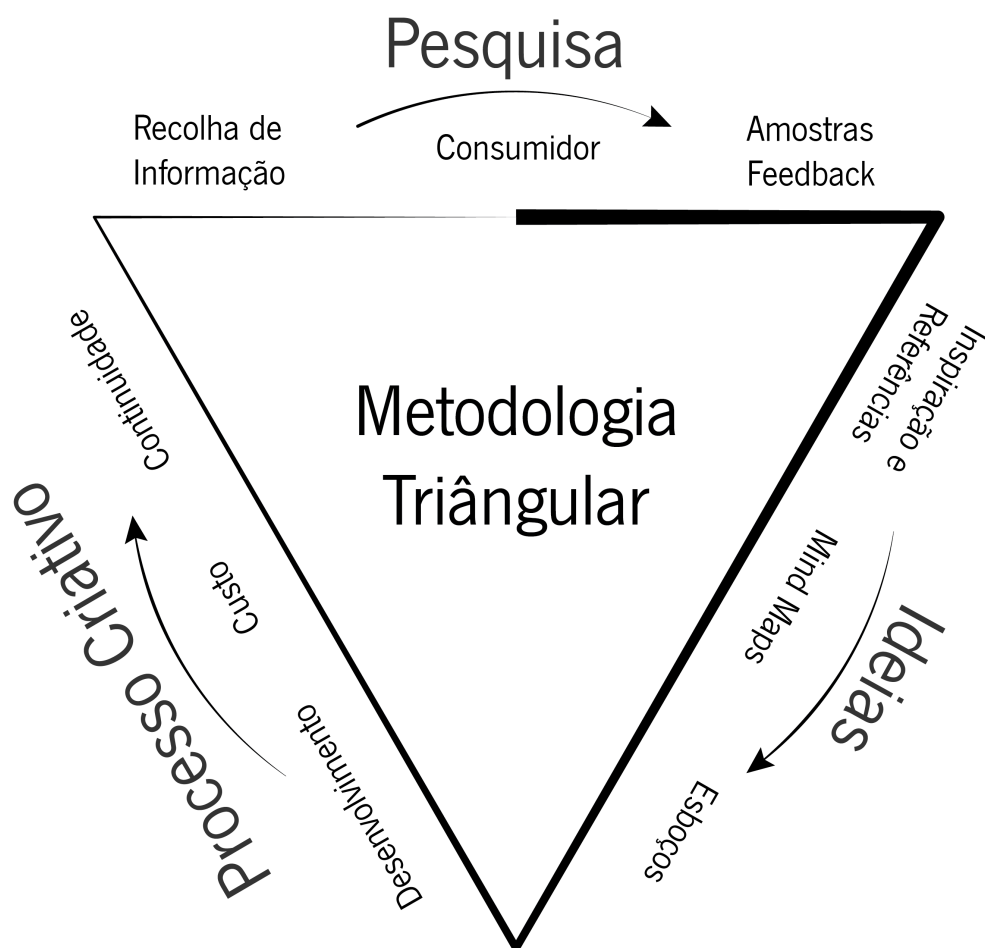 Pesquisa
Recolha de
Informação
Consumidor
Amostras
Feedback
Metodologia
Triângular
Inspiração e
Referências
Mind Maps
Esboços
Ideias
Desenvolvimento
Custo
Continuidade
Processo Criativo